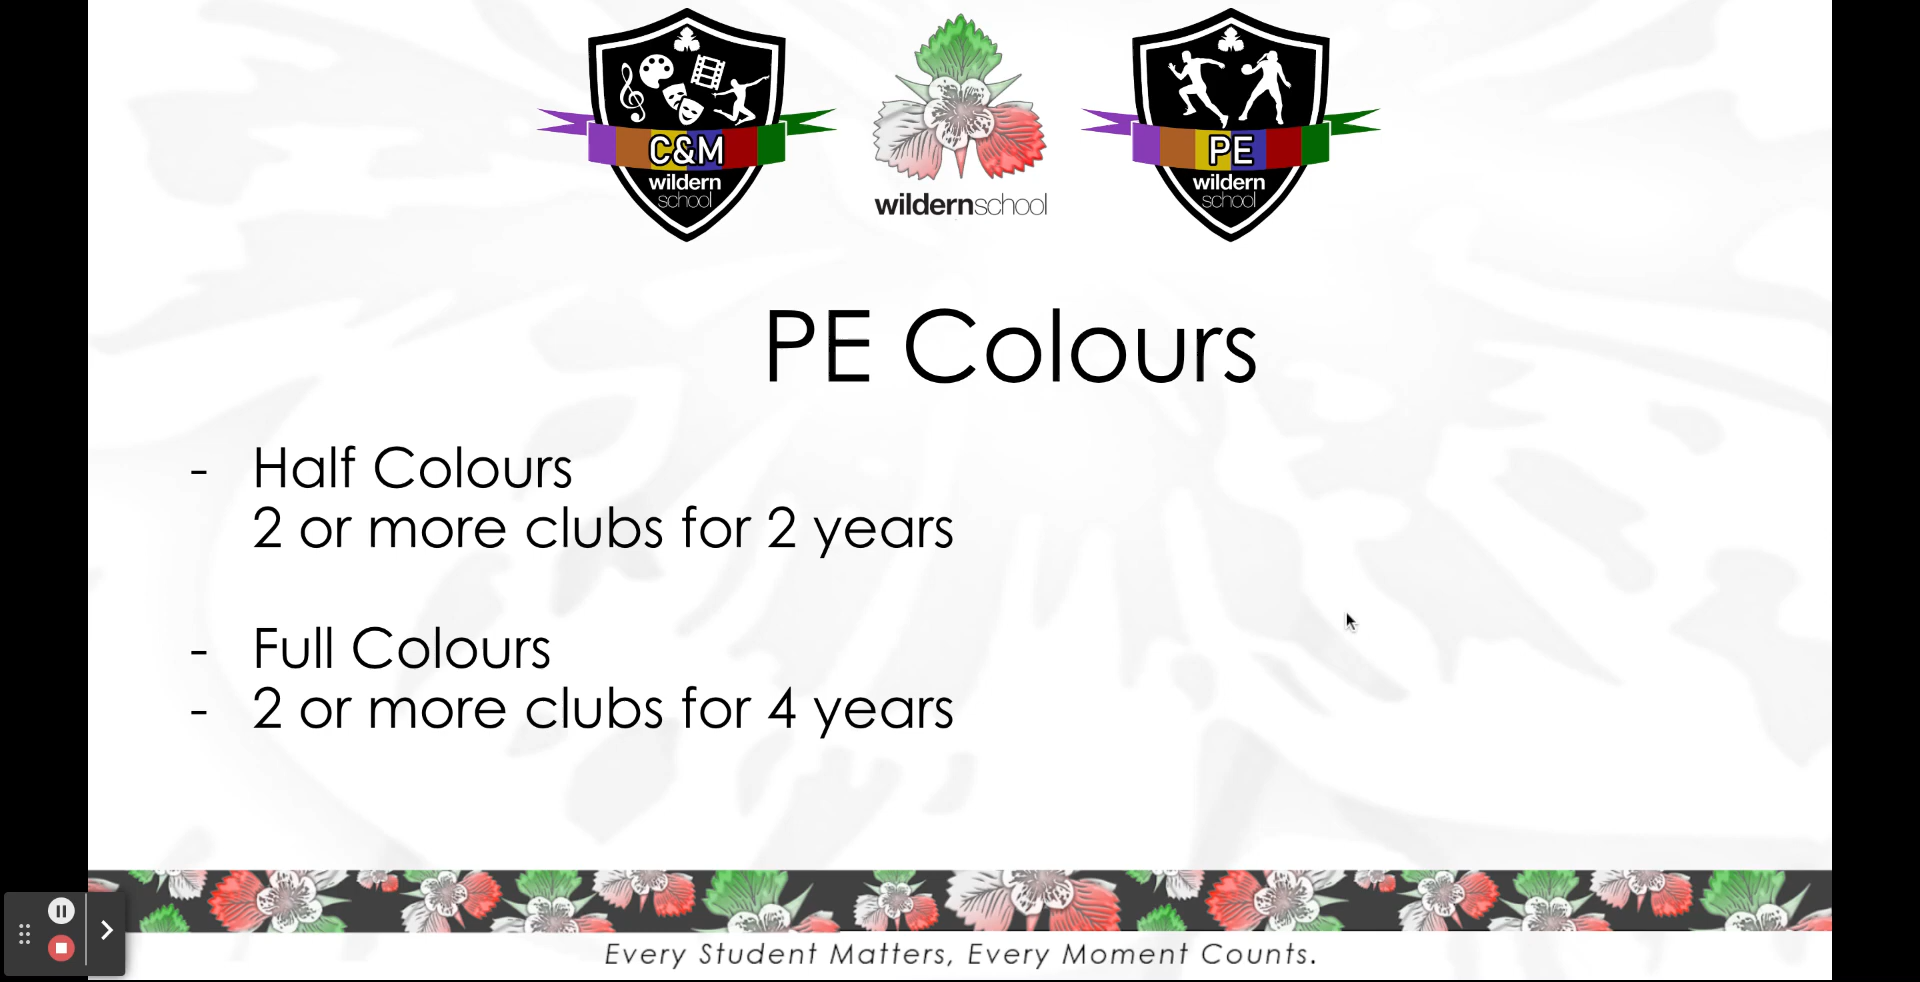 C&M
wildern
school
wildernschool
PE
wildern
school
PE Colours
- Half Colours
2 or more clubs for 2 years
- Full Colours
- 2 or more clubs for 4 years
Every Student Matters, Every Moment Counts.